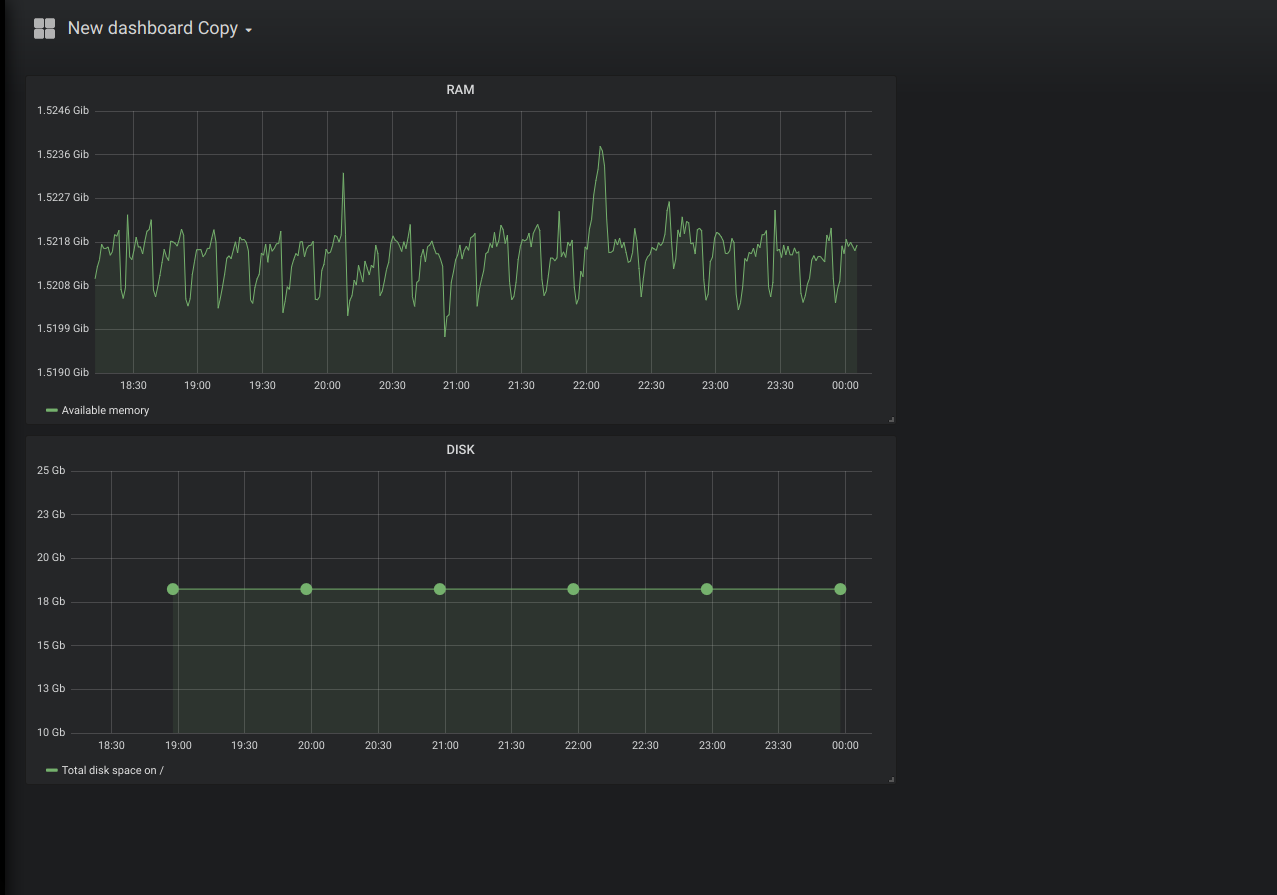 New dashboard Copy
RAM
1.5246 Gib
1.5236 Gib
1.5227 Gib
1.5218 Gib
1.5208 Gib
1.5199 Gib
1.5190 Gib
18:30 19:00 19:30 20:00 20:30 21:00 21:30 22:00 22:30 23:00 23:30 00:00
Available memory
DISK
25 Gb
23 Gb
20 Gb
18 Gb
15 Gb
13 Gb
10 Gb
18:30 19:00 19:30 20:00 20:30 21:00 21:30 22:00 22:30 23:00 23:30 00:00
Total disk space on /